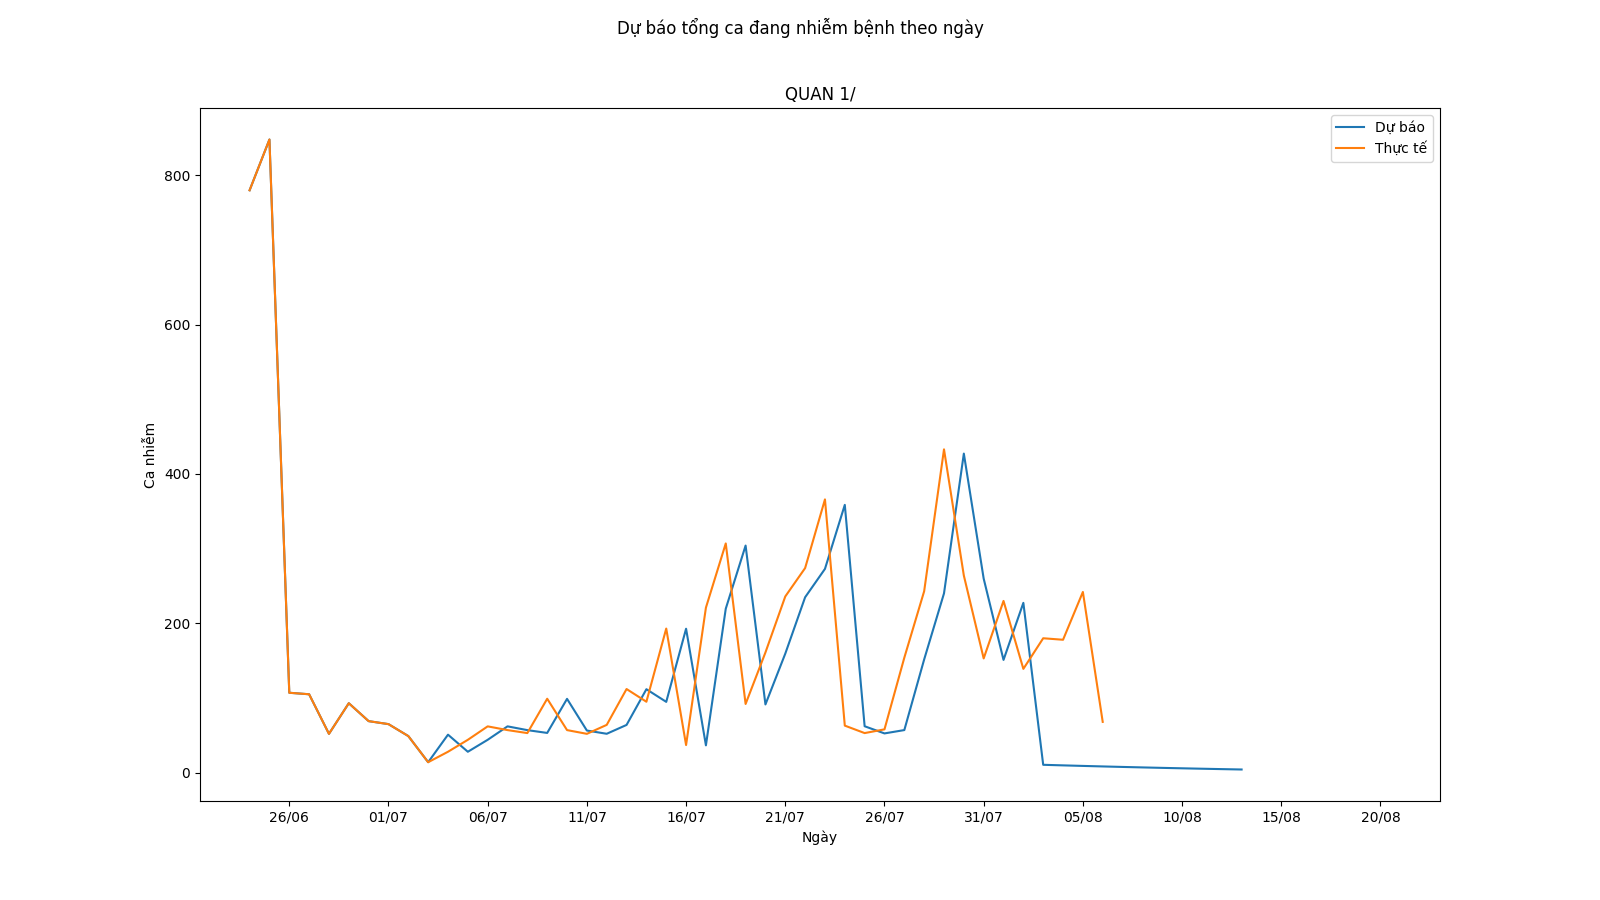 Dự báo tổng ca đang nhiễm bệnh theo ngày
QUAN 1/
Dự báo
Thực tế
800
600
400
200
0
Ca nhiễm
26/06 01/07 06/07 11/07 16/07 21/07 26/07 31/07 05/08 10/08 15/08 20/08
Ngày